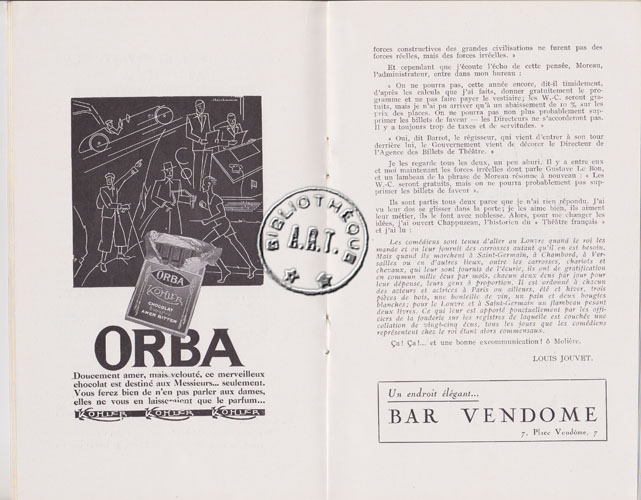 ORBA
KOHLER
CHOCOLAT
AMER BITTER
ORBA
Doucement amer, mais velouté, ce merveilleux
chocolat est destiné aux Messieurs... seulement.
Vous ferez bien de n'en pas parler aux dames,
elles ne vous en laisseraient que le parfum...
KOHLER KOHLER KOHLER
BIBLIOTHÈQUE
A.R.T.
forces constructives des grandes civilisations ne furent pas des
forces réelles, mais des forces irréelles. »
Et cependant que j'écoute l'écho de cette pensée, Moreau,
l'administrateur, entre dans mon bureau :
« On ne pourra pas, cette année encore, dit-il timidement,
d'après les calculs que j'ai faits, donner gratuitement le pro-
gramme et ne pas faire payer le vestiaire; les W.-C. seront gra-
tuits, mais je n'ai pu arriver qu'à un abaissement de 10 % sur les
prix des places. On ne pourra pas non plus probablement sup-
primer les billets de faveur — les Directeurs ne s'accorderont pas.
Il y a toujours trop de taxes et de servitudes. »
« Oui, dit Barrot, le régisseur, qui vient d'entrer à son tour
derrière lui, le Gouvernement vient de décorer le Directeur de
l'Agence des Billets de Théâtre. »
Je les regarde tous les deux, un peu ahuri. Il y a entre eux
et moi maintenant les forces irréelles dont parle Gustave Le Bon,
et un lambeau de la phrase de Moreau résonne à nouveau : « Les
W.-C. seront gratuits, mais on ne pourra probablement pas sup-
primer les billets de faveur ».
Ils sont partis tous deux parce que je n'ai rien répondu. J'ai
vu leur dos se glisser dans la porte; je les aime bien, ils aiment
leur métier, ils le font avec noblesse. Alors, pour me changer les
idées, j'ai ouvert Chappuzeau, l'historien du « Théâtre français »
et j'ai lu :
Les comédiens sont tenus d'aller au Louvre quand le roi les
mande et on leur fournit des carrosses autant qu'il en est besoin.
Mais quand ils marchent à Saint-Germain, à Chambord, à Ver-
sailles ou en d'autres lieux, outre les carrosses, chariots et
chevaux, qui leur sont fournis de l'écurie, ils ont de gratification
en commun mille écus par mois, chacun deux écus par jour pour
leur dépense, leurs gens à proportion. Il est ordonné à chacun
des acteurs et actrices à Paris ou ailleurs, été et hiver, trois
pièces de bois, une bouteille de vin, un pain et deux bougies
blanches; pour le Louvre et à Saint-Germain un flambeau pesant
deux livres. Ce qui leur est apporté ponctuellement par les offi-
ciers de la fonderie sur les registres de laquelle est couchée une
collation de vingt-cinq écus, tous les jours que les comédiens
représentent chez le roi étant alors commensaux.
Ça ! Ça !... et une bonne excommunication ! ô Molière.
LOUIS JOUVET.
Un endroit élégant...
BAR VENDOME
7, Place Vendôme, 7